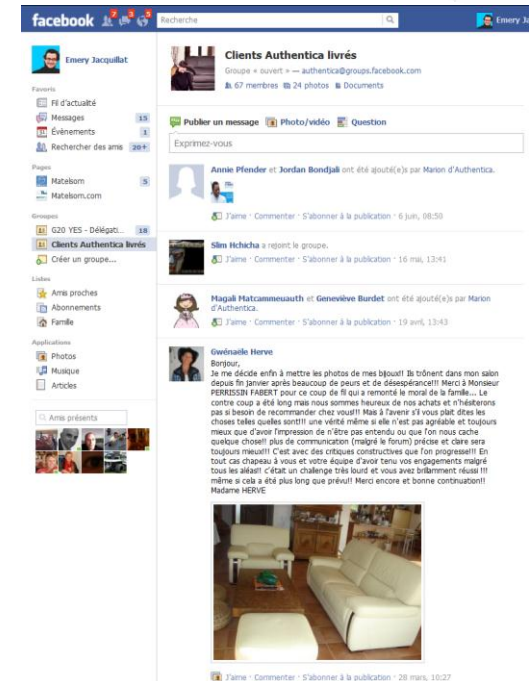 facebook 7 3 5
Recherche
Emery Ja
Emery Jacquillat
Favoris
Fil d'actualité
Messages 15
Évènements 1
Rechercher des amis 20+
Pages
Matelsom 5
Matelsom.com
Groupes
G20 YES - Délégati... 18
Clients Authentica livrés
Créer un groupe...
Listes
Amis proches
Abonnements
Famille
Applications
Photos
Musique
Articles
Amis présents
Clients Authentica livrés
Groupe « ouvert » — authentica@groups.facebook.com
67 membres 24 photos Documents
Publier un message Photo/vidéo Question
Exprimez-vous
Annie Pfender et Jordan Bondjali ont été ajouté(e)s par Marion d'Authentica.
J'aime · Commenter · S'abonner à la publication · 6 juin, 08:50
Slim Hchicha a rejoint le groupe.
J'aime · Commenter · S'abonner à la publication · 16 mai, 13:41
Magali Matcammeuauth et Geneviève Burdet ont été ajouté(e)s par Marion
d'Authentica.
J'aime · Commenter · S'abonner à la publication · 19 avril, 13:43
Gwénaële Herve
Bonjour,
Je me décide enfin à mettre les photos de mes bijoux!! Ils trônent dans mon salon
depuis fin janvier après beaucoup de peurs et de désespérance!!! Merci à Monsieur
PERRISSIN FABERT pour ce coup de fil qui a remonté le moral de la famille... Le
contre coup a été long mais nous sommes heureux de nos achats et n'hésiterons
pas si besoin de recommander chez vous!!! Mais à l'avenir s'il vous plait dites les
choses telles quelles sont!!! une vérité même si elle n'est pas agréable et toujours
mieux que d'avoir l'impression de n'être pas entendu ou que l'on nous cache
quelque chose!! plus de communication (malgré le forum) précise et claire sera
toujours mieux!!! C'est avec des critiques constructives que l'on progresse!!! En
tout cas chapeau à vous et votre équipe d'avoir tenu vos engagements malgré
tous les aléas!! c'était un challenge très lourd et vous avez brillamment réussi !!!
même si cela a été plus long que prévu!! Merci encore et bonne continuation!!
Madame HERVE
J'aime · Commenter · S'abonner à la publication · 28 mars, 10:27